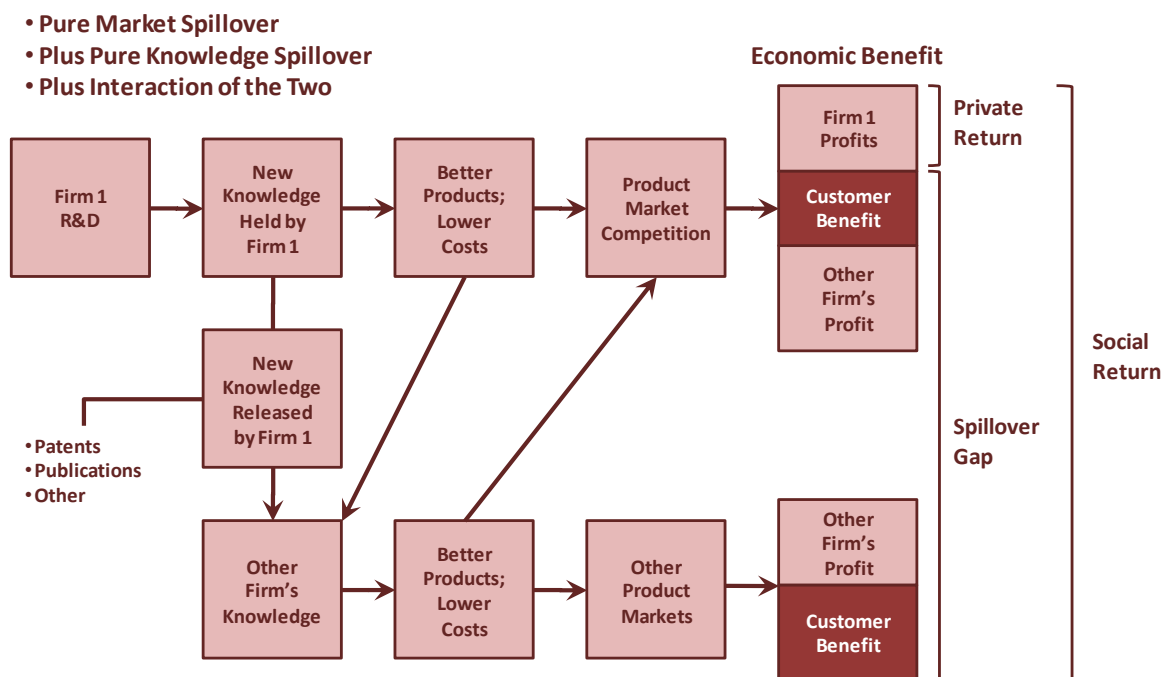 • Pure Market Spillover
• Plus Pure Knowledge Spillover
• Plus Interaction of the Two
Economic Benefit
Firm 1
R&D
New
Knowledge
Held by
Firm 1
Better
Products;
Lower
Costs
Product
Market
Competition
Firm 1
Profits
Customer
Benefit
Other
Firm's
Profit
Private
Return
Social
Return
Spillover
Gap
New
Knowledge
Released
by Firm 1
• Patents
• Publications
• Other
Other
Firm's
Knowledge
Better
Products;
Lower
Costs
Other
Product
Markets
Other
Firm's
Profit
Customer
Benefit